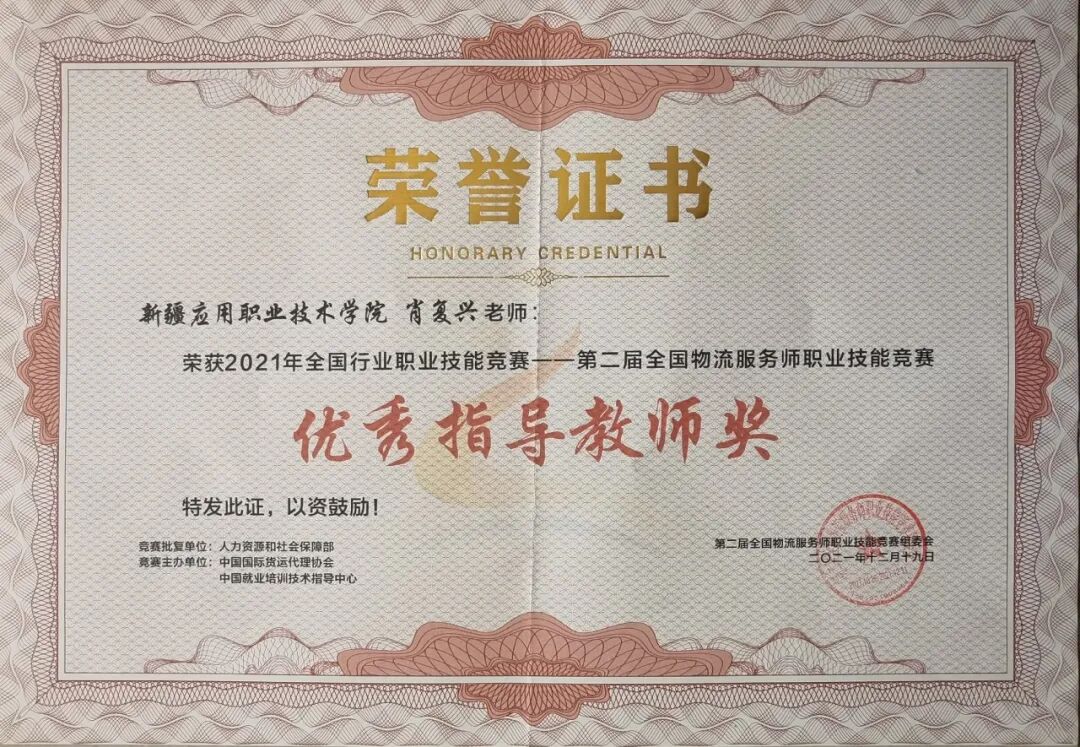 荣誉证书
HONORARY CREDENTIAL
新疆应用职业技术学院 肖复兴老师：
荣获2021年全国行业职业技能竞赛——第二届全国物流服务师职业技能竞赛
优秀指导教师奖
特发此证，以资鼓励！
竞赛批复单位：人力资源和社会保障部
竞赛主办单位：中国国际货运代理协会
中国就业培训技术指导中心
第二届全国物流服务师职业技能竞赛组委会
二〇二一年十二月十九日